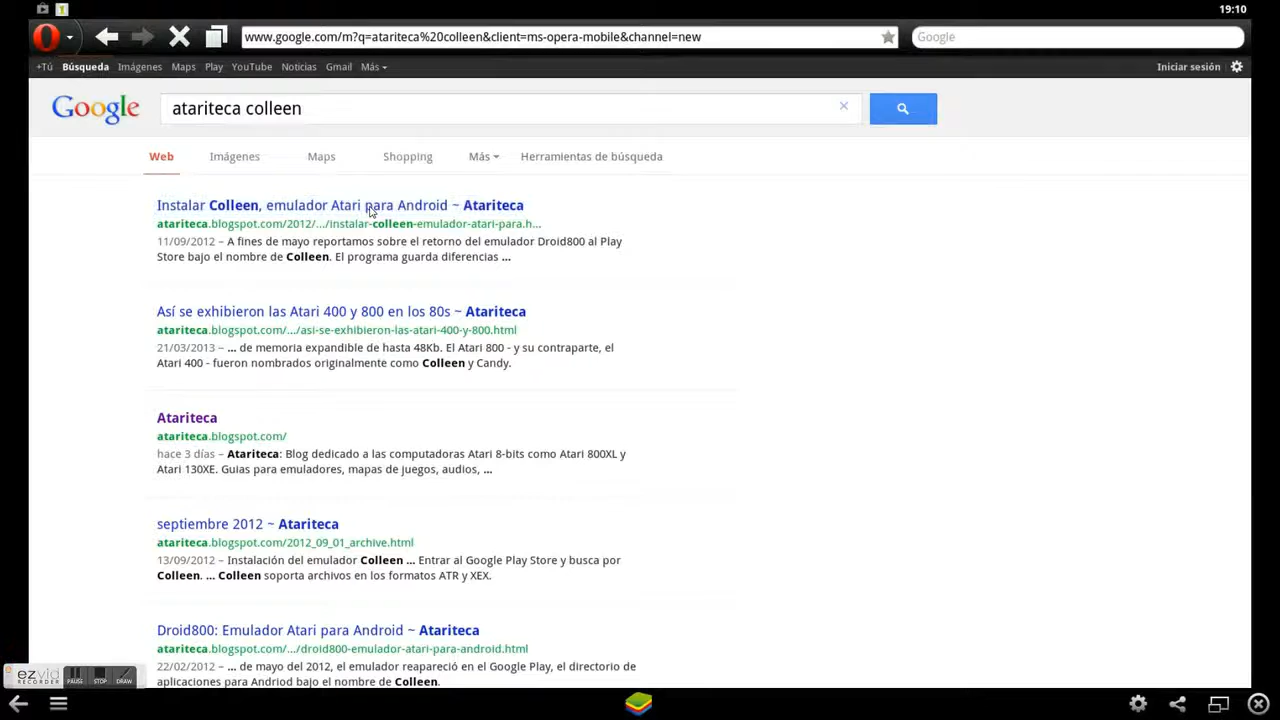 19:10
www.google.com/m?q=atariteca%20colleen&client=ms-opera-mobile&channel=new
Google
+Tú Búsqueda Imágenes Maps Play YouTube Noticias Gmail Más Iniciar sesión
Google atariteca colleen
Web Imágenes Maps Shopping Más Herramientas de búsqueda
Instalar Colleen, emulador Atari para Android ~ Atariteca
atariteca.blogspot.com/2012/.../instalar-colleen-emulador-atari-para.h...
11/09/2012 – A fines de mayo reportamos sobre el retorno del emulador Droid800 al Play
Store bajo el nombre de Colleen. El programa guarda diferencias ...
Así se exhibieron las Atari 400 y 800 en los 80s ~ Atariteca
atariteca.blogspot.com/.../asi-se-exhibieron-las-atari-400-y-800.html
21/03/2013 – ... de memoria expandible de hasta 48Kb. El Atari 800 - y su contraparte, el
Atari 400 - fueron nombrados originalmente como Colleen y Candy.
Atariteca
atariteca.blogspot.com/
hace 3 días – Atariteca: Blog dedicado a las computadoras Atari 8-bits como Atari 800XL y
Atari 130XE. Guias para emuladores, mapas de juegos, audios, ...
septiembre 2012 ~ Atariteca
atariteca.blogspot.com/2012_09_01_archive.html
13/09/2012 – Instalación del emulador Colleen ... Entrar al Google Play Store y busca por
Colleen. ... Colleen soporta archivos en los formatos ATR y XEX.
Droid800: Emulador Atari para Android ~ Atariteca
atariteca.blogspot.com/.../droid800-emulador-atari-para-android.html
22/02/2012 – ... de mayo del 2012, el emulador reapareció en el Google Play, el directorio de
aplicaciones para Andriod bajo el nombre de Colleen.
ezvid
RECORDER
PAUSE STOP DRAW